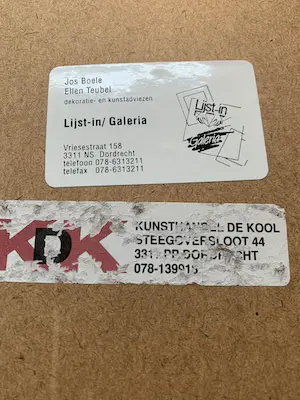 Jos Boele
Ellen Teubel
dekoratie- en kunstadviezen
Lijst-in/ Galeria
Vriesestraat 158
3311 NS Dordrecht
telefoon 078-6313211
telefax 078-6313211
Lijst-in
Galeria
KDK
KUNSTHANDEL DE KOOL
STEEGOVERSLOOT 44
DORDRECHT